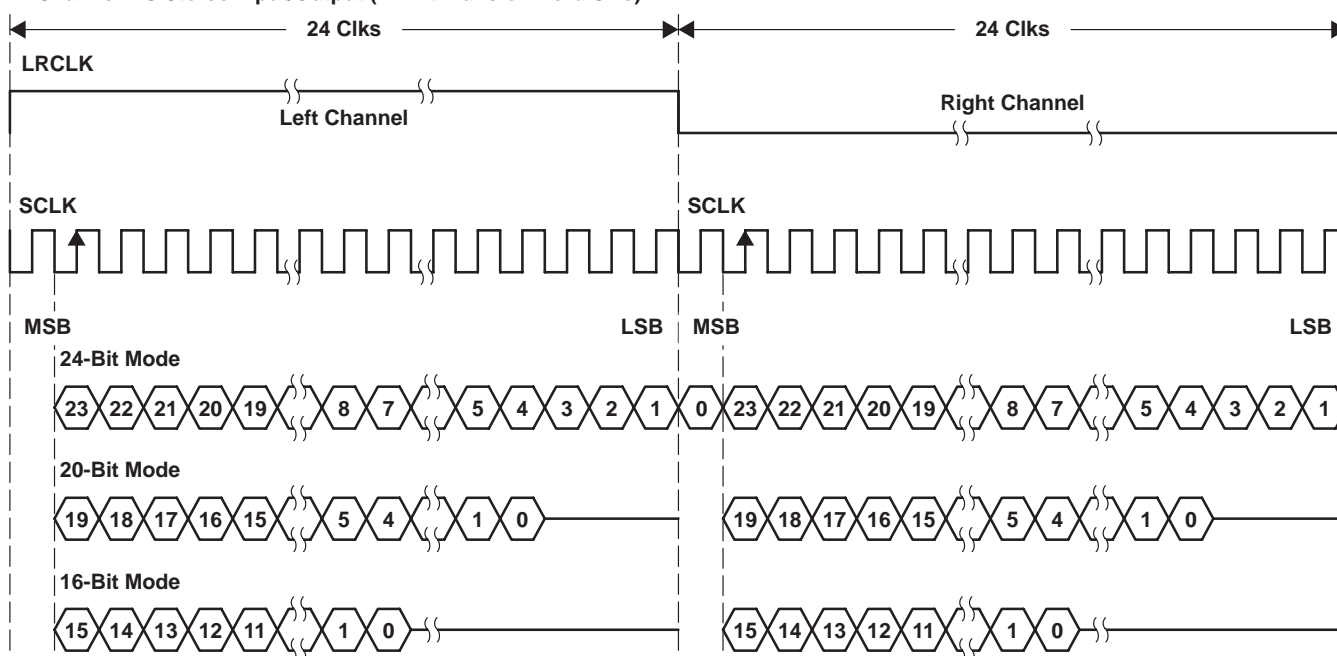 24 Clks 24 Clks
LRCLK
Left Channel Right Channel
SCLK SCLK
MSB LSB MSB LSB
24-Bit Mode
23 22 21 20 19 8 7 5 4 3 2 1 0 23 22 21 20 19 8 7 5 4 3 2 1
20-Bit Mode
19 18 17 16 15 5 4 1 0 19 18 17 16 15 5 4 1 0
16-Bit Mode
15 14 13 12 11 1 0 15 14 13 12 11 1 0